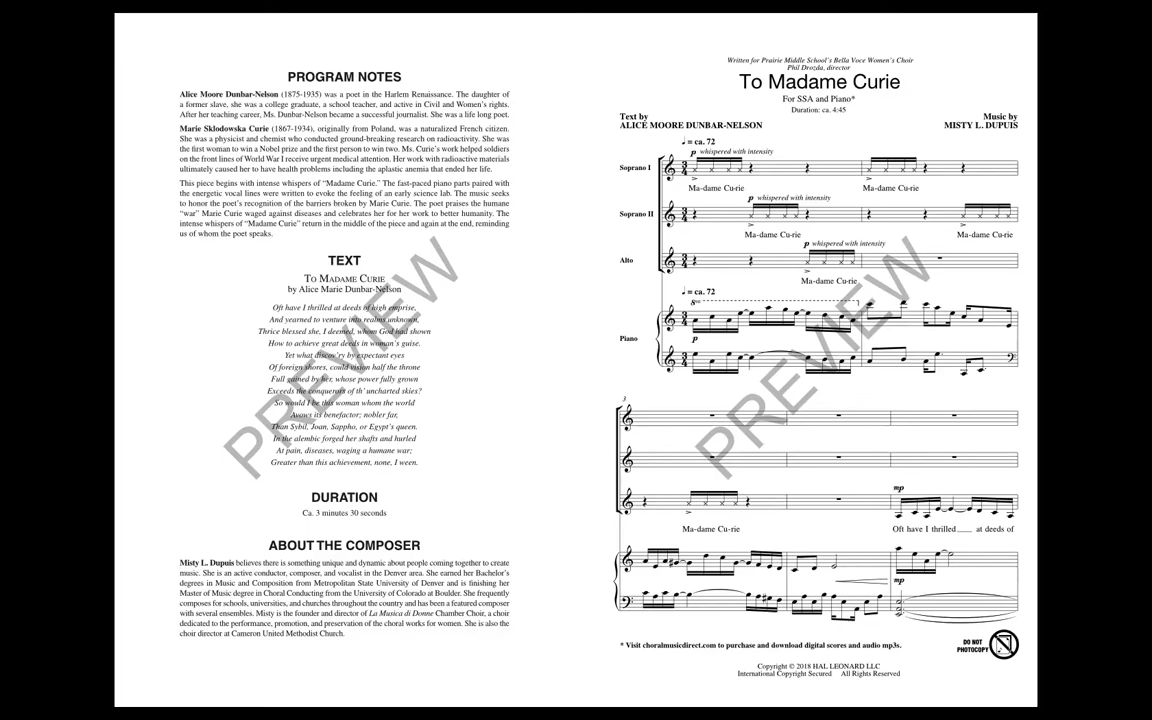 PROGRAM NOTES
Alice Moore Dunbar-Nelson (1875-1935) was a poet in the Harlem Renaissance. The daughter of
a former slave, she was a college graduate, a school teacher, and active in Civil and Women's rights.
After her teaching career, Ms. Dunbar-Nelson became a successful journalist. She was a life long poet.
Marie Sklodowska Curie (1867-1934), originally from Poland, was a naturalized French citizen.
She was a physicist and chemist who conducted ground-breaking research on radioactivity. She was
the first woman to win a Nobel prize and the first person to win two. Ms. Curie's work helped soldiers
on the front lines of World War I receive urgent medical attention. Her work with radioactive materials
ultimately caused her to have health problems including the aplastic anemia that ended her life.
This piece begins with intense whispers of "Madame Curie." The fast-paced piano parts paired with
the energetic vocal lines were written to evoke the feeling of an early science lab. The music seeks
to honor the poet's recognition of the barriers broken by Marie Curie. The poet praises the humane
"war" Marie Curie waged against diseases and celebrates her for her work to better humanity. The
intense whispers of "Madame Curie" return in the middle of the piece and again at the end, reminding
us of whom the poet speaks.
TEXT
TO MADAME CURIE
by Alice Marie Dunbar-Nelson
Oft have I thrilled at deeds of high emprise,
And yearned to venture into realms unknown,
Thrice blessed she, I deemed, whom God had shown
How to achieve great deeds in woman's guise.
Yet what discov'ry by expectant eyes
Of foreign shores, could vision half the throne
Full gained by her, whose power fully grown
Exceeds the conquerors of th' uncharted skies?
So would I be this woman whom the world
Avows its benefactor; nobler far,
Than Sybil, Joan, Sappho, or Egypt's queen.
In the alembic forged her shafts and hurled
At pain, diseases, waging a humane war;
Greater than this achievement, none, I ween.
DURATION
Ca. 3 minutes 30 seconds
ABOUT THE COMPOSER
Misty L. Dupuis believes there is something unique and dynamic about people coming together to create
music. She is an active conductor, composer, and vocalist in the Denver area. She earned her Bachelor's
degrees in Music and Composition from Metropolitan State University of Denver and is finishing her
Master of Music degree in Choral Conducting from the University of Colorado at Boulder. She frequently
composes for schools, universities, and churches throughout the country and has been a featured composer
with several ensembles. Misty is the founder and director of La Musica di Donne Chamber Choir, a choir
dedicated to the performance, promotion, and preservation of the choral works for women. She is also the
choir director at Cameron United Methodist Church.
PREVIEW
Written for Prairie Middle School's Bella Voce Women's Choir
Phil Drozda, director
To Madame Curie
For SSA and Piano*
Duration: ca. 4:45
Text by
ALICE MOORE DUNBAR-NELSON
Music by
MISTY L. DUPUIS
♩ = ca. 72
p whispered with intensity
Soprano I
Ma-dame Cu-rie Ma-dame Cu-rie
p whispered with intensity
Soprano II
Ma-dame Cu-rie Ma-dame Cu-rie
p whispered with intensity
Alto
Ma-dame Cu-rie
♩ = ca. 72
8va
Piano
p
3
mp
Ma-dame Cu-rie Oft have I thrilled___ at deeds of
mp
PREVIEW
* Visit choralmusicdirect.com to purchase and download digital scores and audio mp3s.
DO NOT
PHOTOCOPY
Copyright © 2018 HAL LEONARD LLC
International Copyright Secured All Rights Reserved